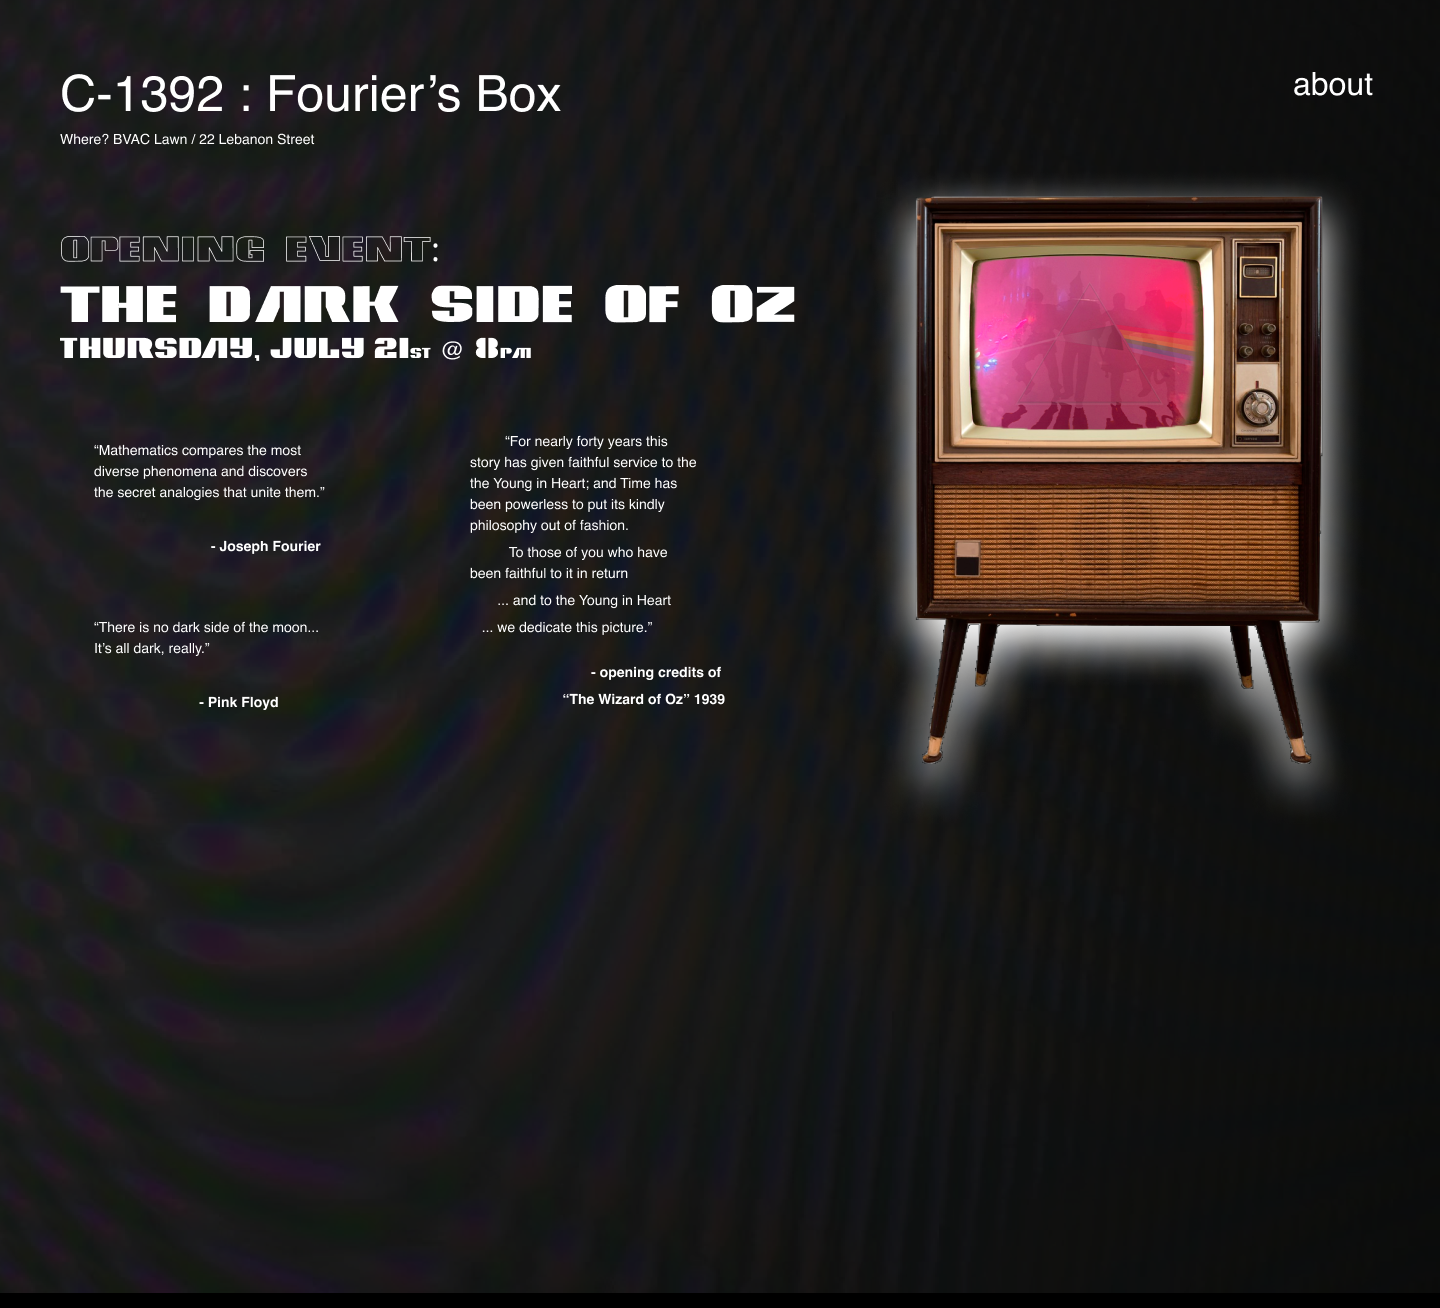 C-1392 : Fourier’s Box
about
Where? BVAC Lawn / 22 Lebanon Street
OPENING EVENT:
THE DARK SIDE OF OZ
THURSDAY, JULY 21ST @ 8PM
“Mathematics compares the most
diverse phenomena and discovers
the secret analogies that unite them.”
- Joseph Fourier
“There is no dark side of the moon...
It’s all dark, really.”
- Pink Floyd
“For nearly forty years this
story has given faithful service to the
the Young in Heart; and Time has
been powerless to put its kindly
philosophy out of fashion.
To those of you who have
been faithful to it in return
... and to the Young in Heart
... we dedicate this picture.”
- opening credits of
“The Wizard of Oz” 1939